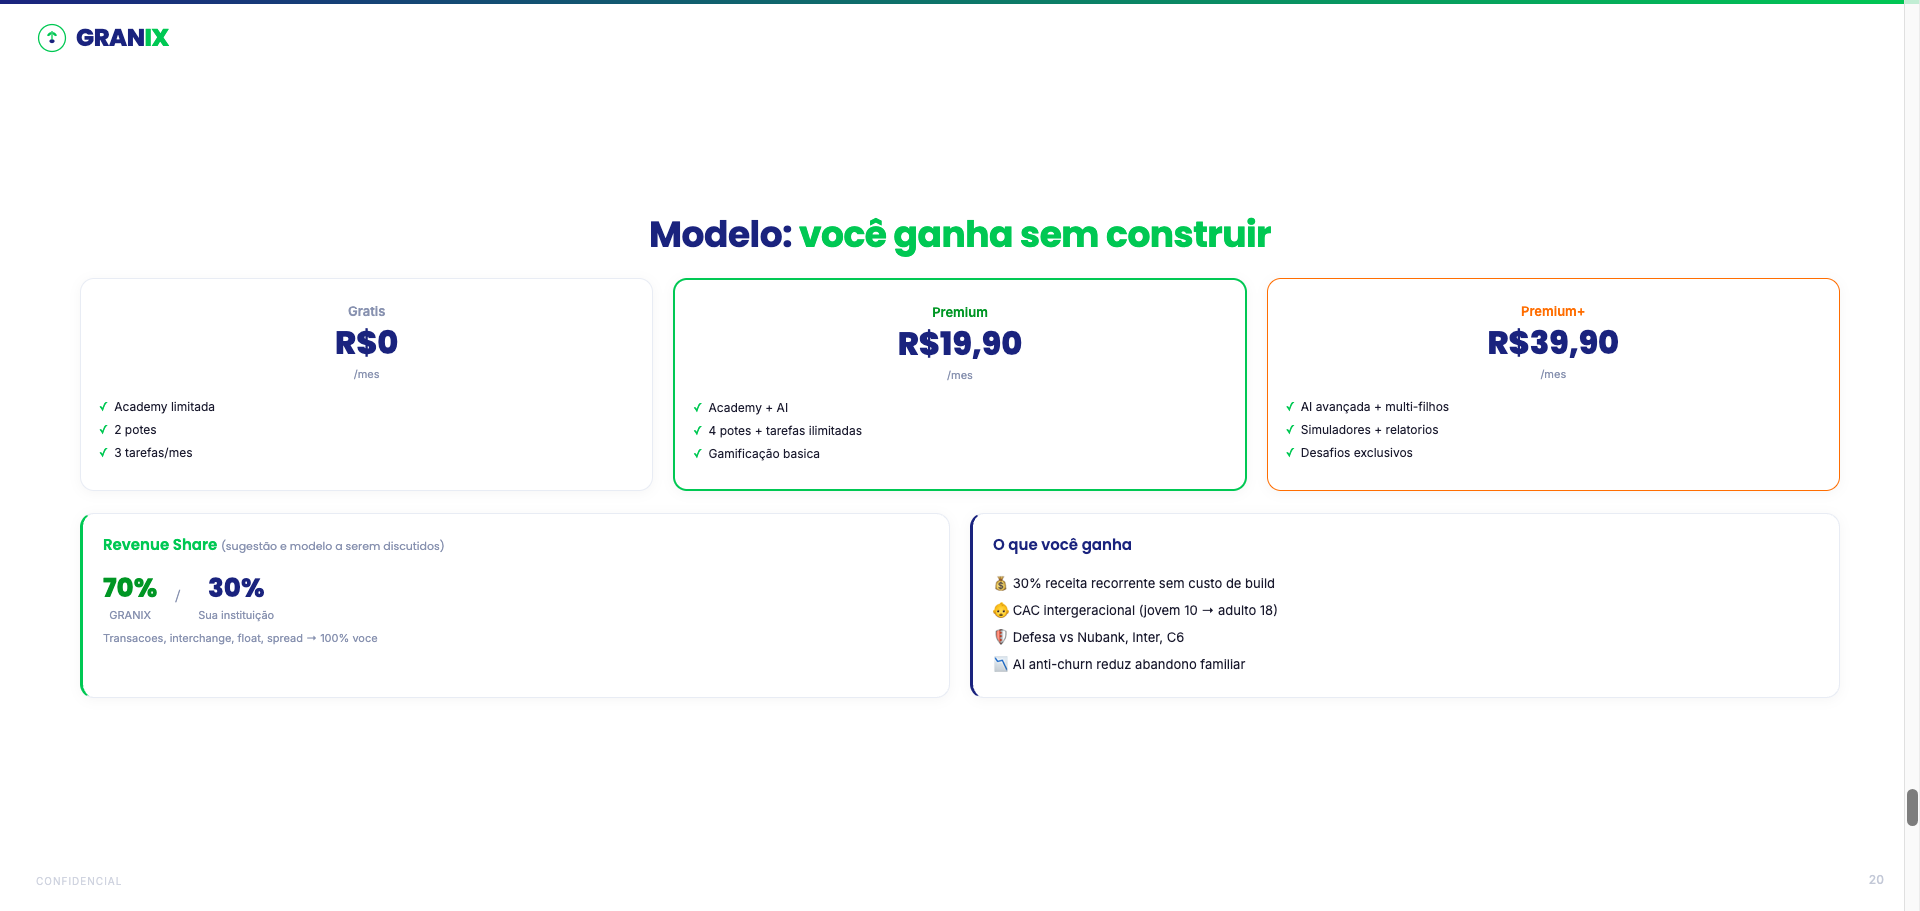 GRANIX
Modelo: você ganha sem construir
Gratis
R$0
/mes
✓ Academy limitada
✓ 2 potes
✓ 3 tarefas/mes
Premium
R$19,90
/mes
✓ Academy + AI
✓ 4 potes + tarefas ilimitadas
✓ Gamificação basica
Premium+
R$39,90
/mes
✓ AI avançada + multi-filhos
✓ Simuladores + relatorios
✓ Desafios exclusivos
Revenue Share (sugestão e modelo a serem discutidos)
70% / 30%
GRANIX Sua instituição
Transacoes, interchange, float, spread → 100% voce
O que você ganha
💰 30% receita recorrente sem custo de build
👶 CAC intergeracional (jovem 10 → adulto 18)
🛡️ Defesa vs Nubank, Inter, C6
📉 AI anti-churn reduz abandono familiar
CONFIDENCIAL
20